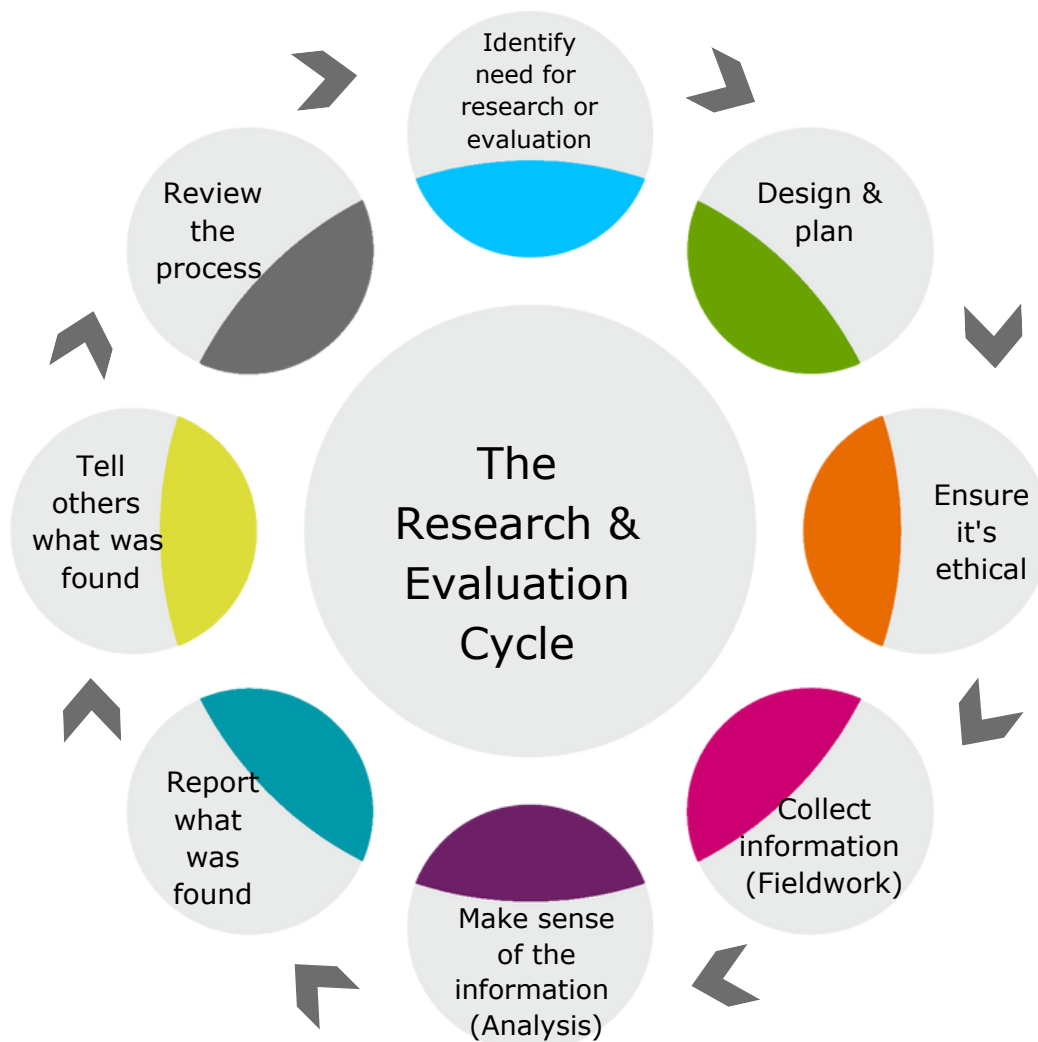 Identify
need for
research or
evaluation
Design &
plan
Ensure
it's
ethical
Collect
information
(Fieldwork)
Make sense
of the
information
(Analysis)
Report
what
was
found
Tell
others
what was
found
Review
the
process
The
Research &
Evaluation
Cycle